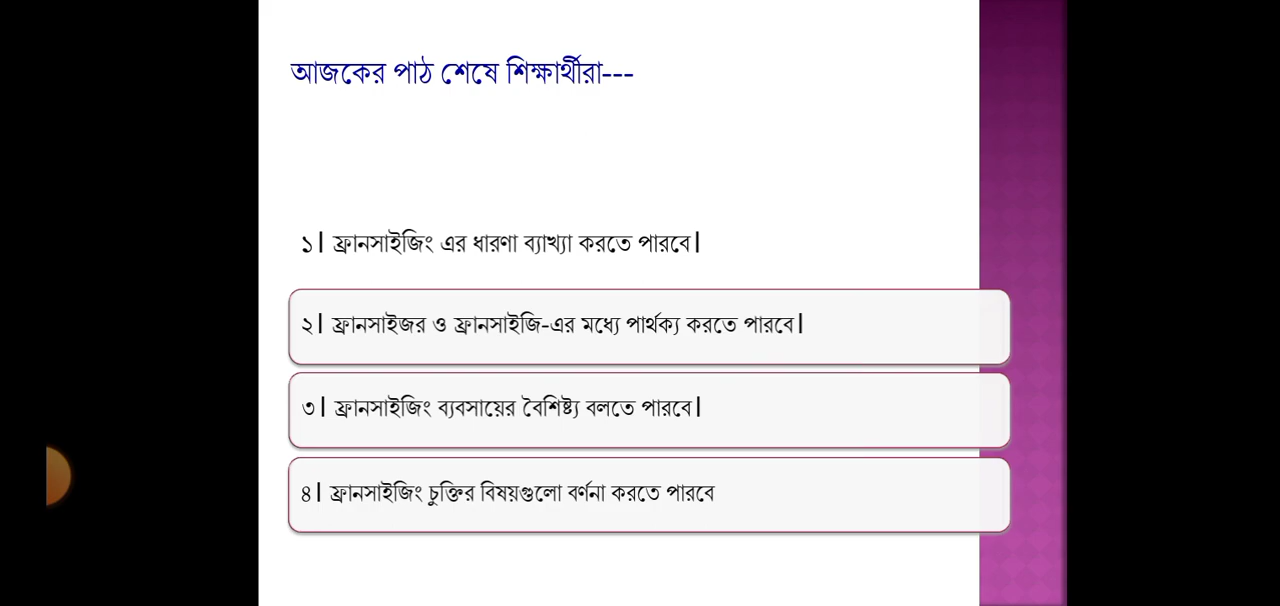 আজকের পাঠ শেষে শিক্ষার্থীরা---
১। ফ্রানসাইজিং এর ধারণা ব্যাখ্যা করতে পারবে।
২। ফ্রানসাইজর ও ফ্রানসাইজি-এর মধ্যে পার্থক্য করতে পারবে।
৩। ফ্রানসাইজিং ব্যবসায়ের বৈশিষ্ট্য বলতে পারবে।
৪। ফ্রানসাইজিং চুক্তির বিষয়গুলো বর্ণনা করতে পারবে